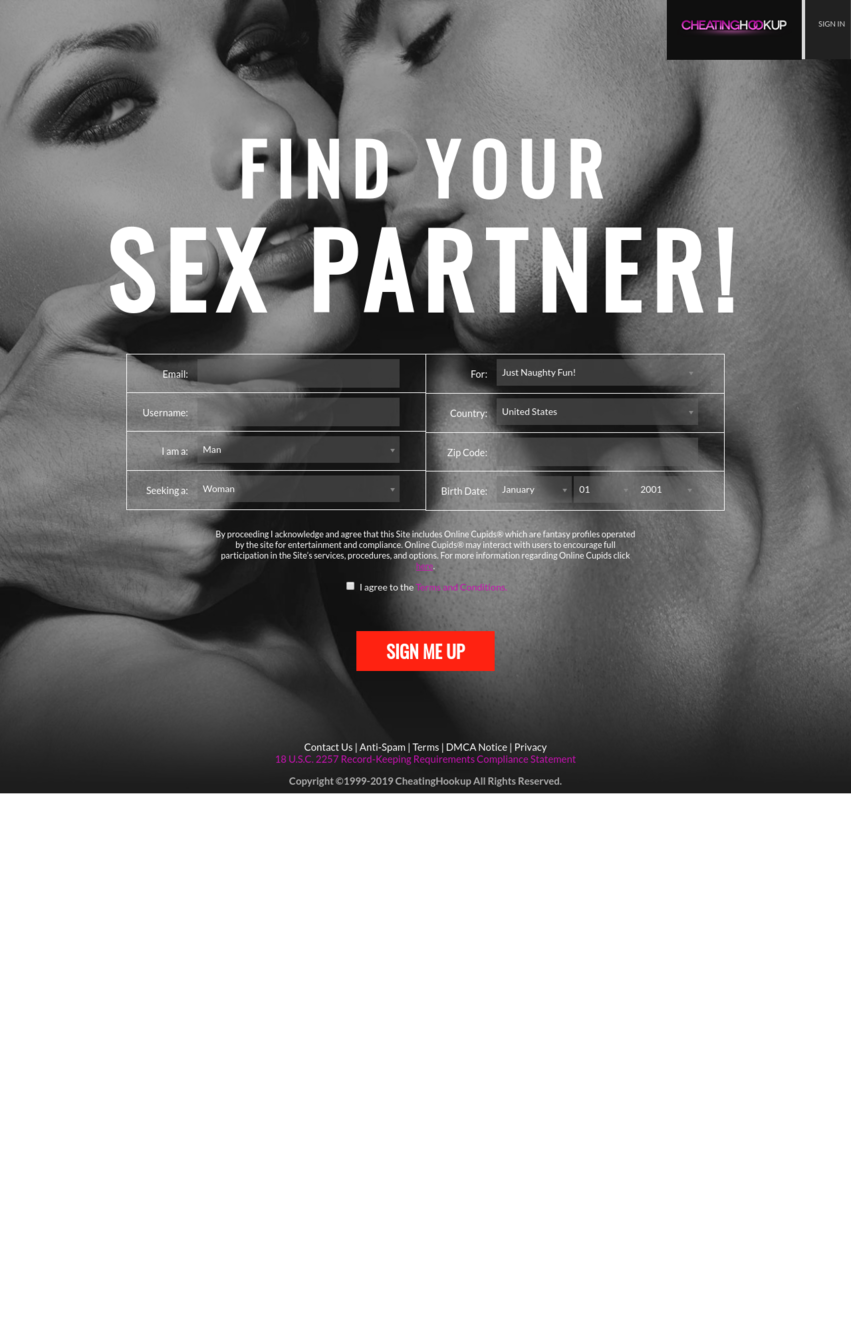 CHEATINGHOOKUP
SIGN IN
FIND YOUR
SEX PARTNER!
Email:
Username:
I am a: Man
Seeking a: Woman
For: Just Naughty Fun!
Country: United States
Zip Code:
Birth Date: January 01 2001
By proceeding I acknowledge and agree that this Site includes Online Cupids® which are fantasy profiles operated
by the site for entertainment and compliance. Online Cupids® may interact with users to encourage full
participation in the Site's services, procedures, and options. For more information regarding Online Cupids click
here.
I agree to the Terms and Conditions.
SIGN ME UP
Contact Us | Anti-Spam | Terms | DMCA Notice | Privacy
18 U.S.C. 2257 Record-Keeping Requirements Compliance Statement
Copyright ©1999-2019 CheatingHookup All Rights Reserved.